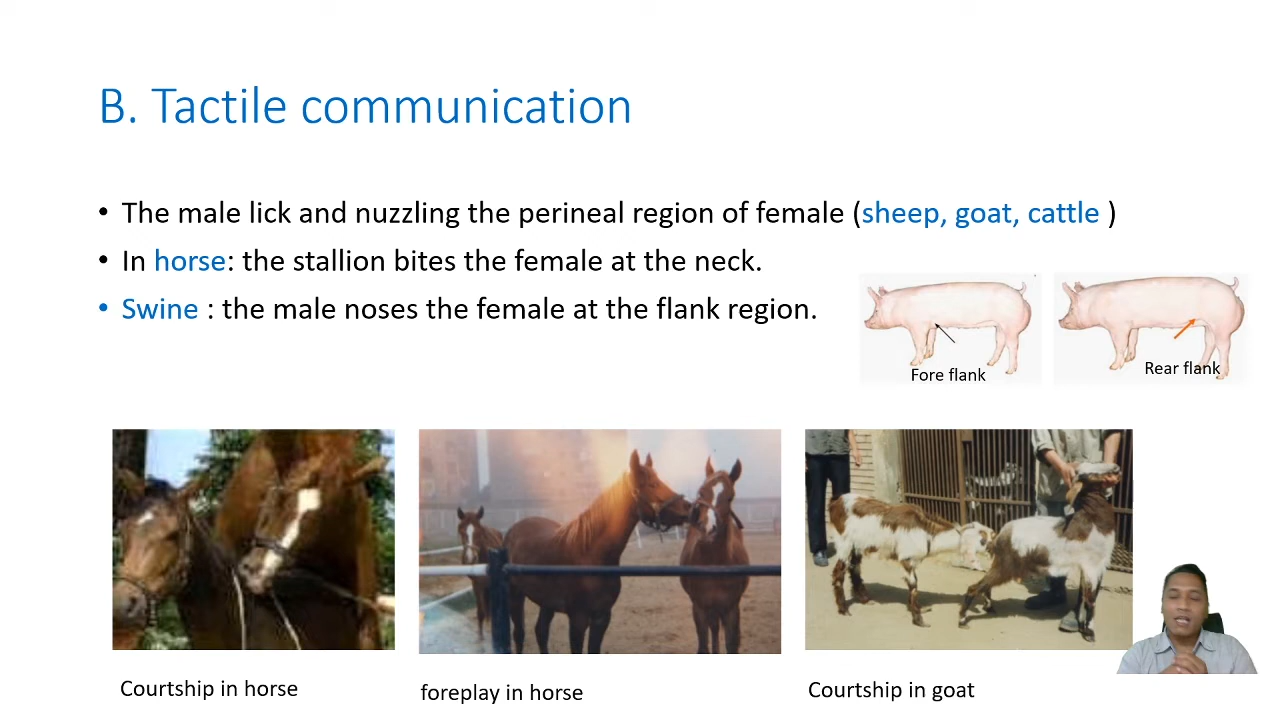 B. Tactile communication
• The male lick and nuzzling the perineal region of female (sheep, goat, cattle )
• In horse: the stallion bites the female at the neck.
• Swine : the male noses the female at the flank region.
Fore flank
Rear flank
Courtship in horse
foreplay in horse
Courtship in goat